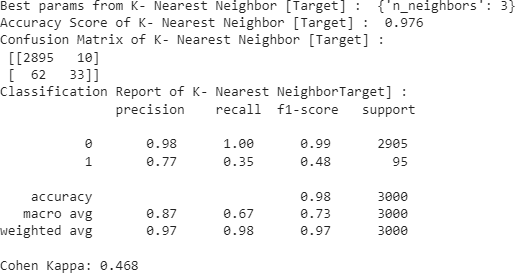 Best params from K- Nearest Neighbor [Target] :  {'n_neighbors': 3}
Accuracy Score of K- Nearest Neighbor [Target] :  0.976
Confusion Matrix of K- Nearest Neighbor [Target] :
[[2895   10]
[  62   33]]
Classification Report of K- Nearest NeighborTarget] :
precision    recall  f1-score   support
0       0.98      1.00      0.99      2905
1       0.77      0.35      0.48        95
accuracy                           0.98      3000
macro avg       0.87      0.67      0.73      3000
weighted avg       0.97      0.98      0.97      3000
Cohen Kappa: 0.468